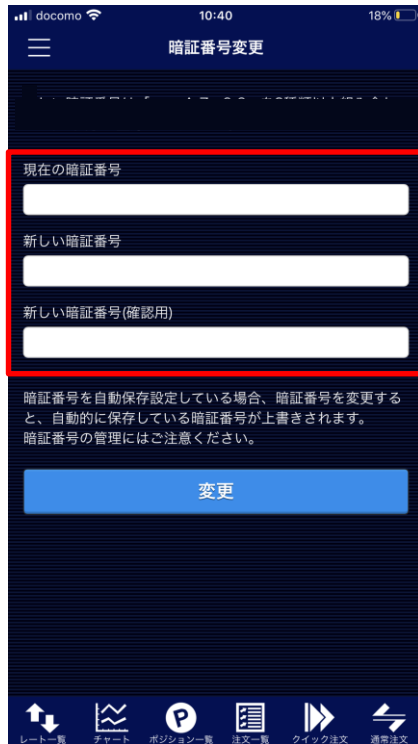 docomo 10:40 18%
暗証番号変更
現在の暗証番号
新しい暗証番号
新しい暗証番号(確認用)
暗証番号を自動保存設定している場合、暗証番号を変更する
と、自動的に保存している暗証番号が上書きされます。
暗証番号の管理にはご注意ください。
変更
レート一覧 チャート ポジション一覧 注文一覧 クイック注文 通常注文